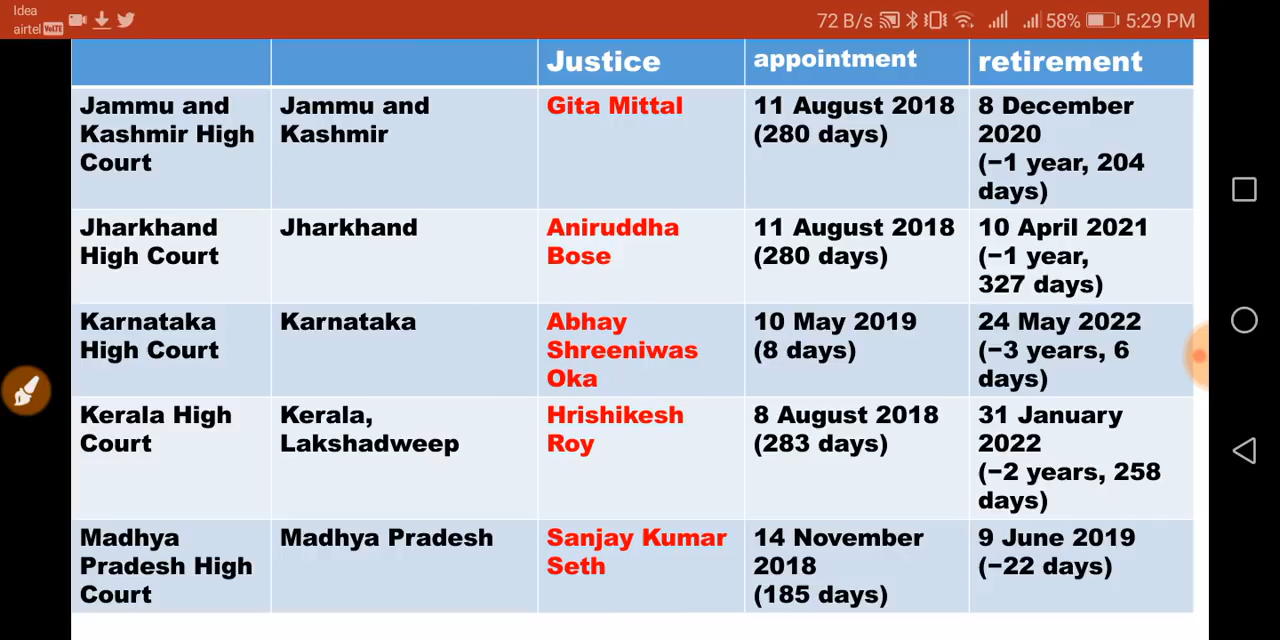 Idea
airtel VoLTE
72 B/s 58% 5:29 PM
Justice appointment retirement
Jammu and Jammu and Gita Mittal 11 August 2018 8 December
Kashmir High Kashmir (280 days) 2020
Court (−1 year, 204
days)
Jharkhand Jharkhand Aniruddha 11 August 2018 10 April 2021
High Court Bose (280 days) (−1 year,
327 days)
Karnataka Karnataka Abhay 10 May 2019 24 May 2022
High Court Shreeniwas (8 days) (−3 years, 6
Oka days)
Kerala High Kerala, Hrishikesh 8 August 2018 31 January
Court Lakshadweep Roy (283 days) 2022
(−2 years, 258
days)
Madhya Madhya Pradesh Sanjay Kumar 14 November 9 June 2019
Pradesh High Seth 2018 (−22 days)
Court (185 days)